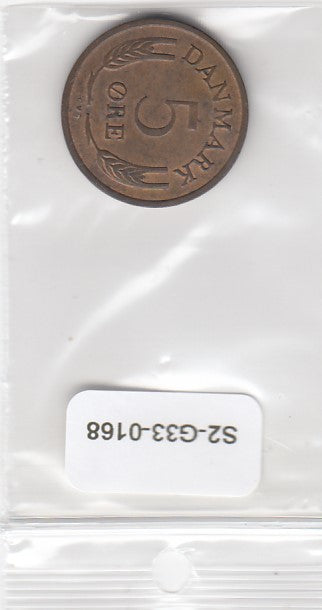 DANMARK
5
ØRE
S2-G33-0168